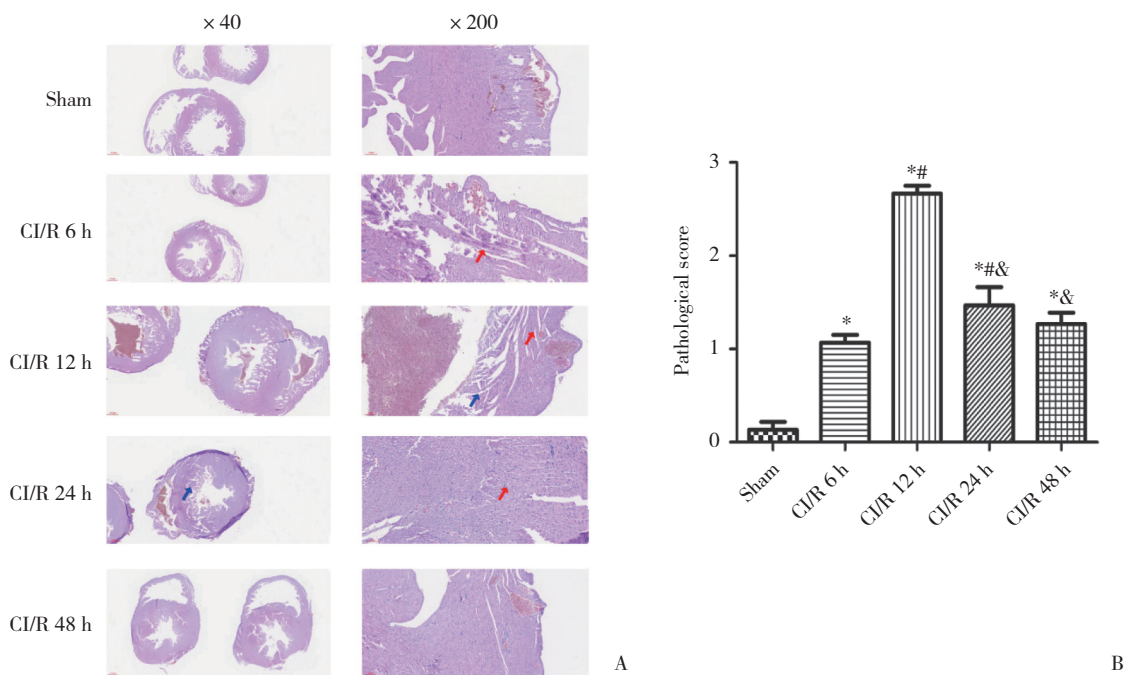 × 40
× 200
Sham
CI/R 6 h
CI/R 12 h
CI/R 24 h
CI/R 48 h
A
Pathological score
3
2
1
0
*
*#
*#&
*&
Sham
CI/R 6 h
CI/R 12 h
CI/R 24 h
CI/R 48 h
B